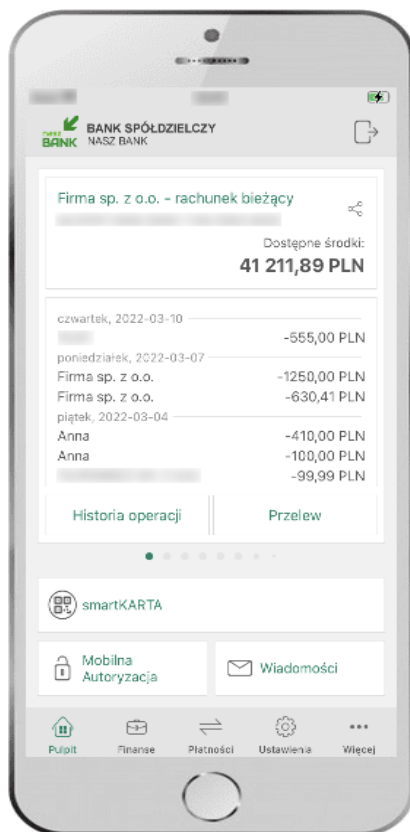 nasz
BANK
BANK SPÓŁDZIELCZY
NASZ BANK
Firma sp. z o.o. – rachunek bieżący
Dostępne środki:
41 211,89 PLN
czwartek, 2022-03-10
-555,00 PLN
poniedziałek, 2022-03-07
Firma sp. z o.o. -1250,00 PLN
Firma sp. z o.o. -630,41 PLN
piątek, 2022-03-04
Anna -410,00 PLN
Anna -100,00 PLN
-99,99 PLN
Historia operacji Przelew
smartKARTA
Mobilna
Autoryzacja
Wiadomości
Pulpit Finanse Płatności Ustawienia Więcej